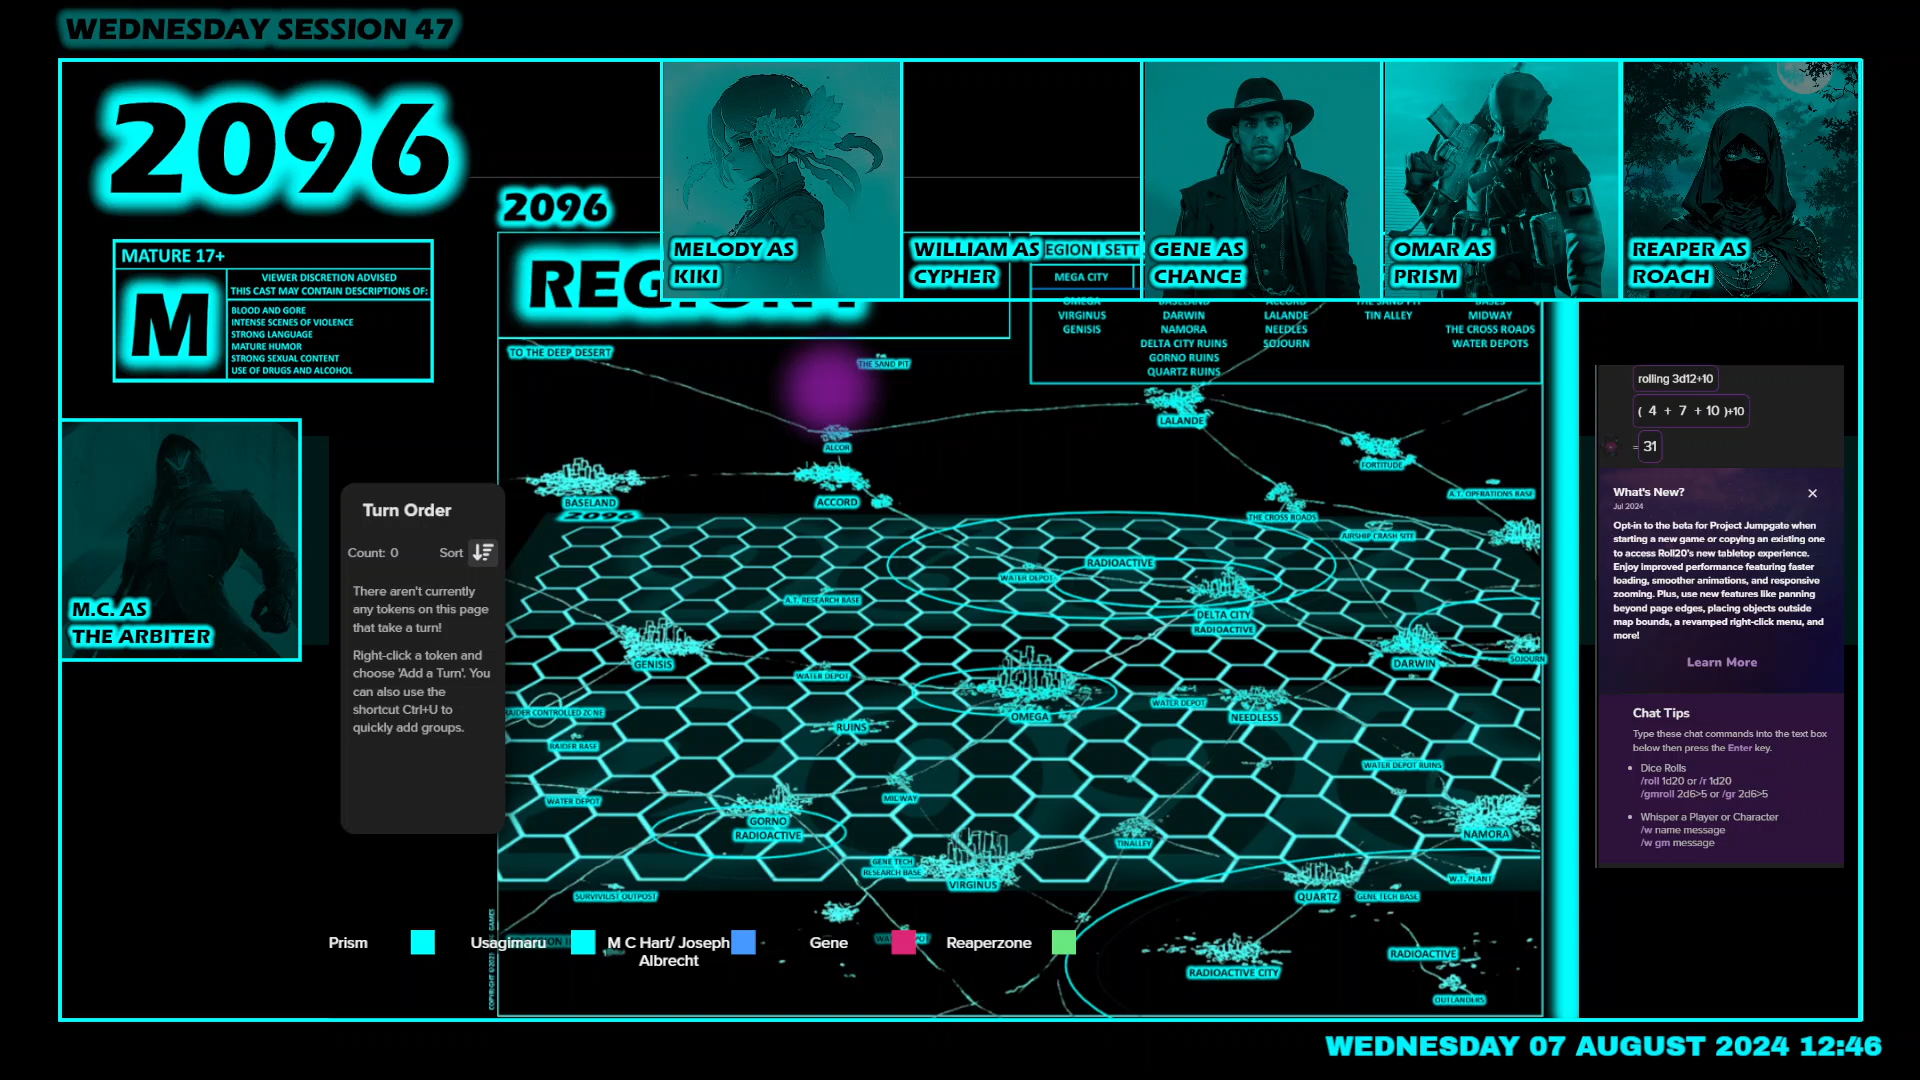 WEDNESDAY SESSION 47
2096
MATURE 17+
M
VIEWER DISCRETION ADVISED
THIS CAST MAY CONTAIN DESCRIPTIONS OF:
BLOOD AND GORE
INTENSE SCENES OF VIOLENCE
STRONG LANGUAGE
MATURE HUMOR
STRONG SEXUAL CONTENT
USE OF DRUGS AND ALCOHOL
MELODY AS
KIKI
WILLIAM AS
CYPHER
GENE AS
CHANCE
OMAR AS
PRISM
REAPER AS
ROACH
M.C. AS
THE ARBITER
2096
EGION I SETT
MEGA CITY
OMEGA
VIRGINUS
GENISIS
BASELAND
DARWIN
NAMORA
DELTA CITY RUINS
GORNO RUINS
QUARTZ RUINS
ACCORD
LALANDE
NEEDLES
SOJOURN
THE SAND PIT
TIN ALLEY
BASES
MIDWAY
THE CROSS ROADS
WATER DEPOTS
Turn Order
Count: 0
Sort
There aren't currently
any tokens on this page
that take a turn!
Right-click a token and
choose 'Add a Turn'. You
can also use the
shortcut Ctrl+U to
quickly add groups.
TO THE DEEP DESERT
THE SAND PIT
LALANDE
ALCOR
FORTITUDE
BASELAND
2096
ACCORD
A.T. OPERATIONS BASE
THE CROSS ROADS
AIRSHIP CRASH SITE
RADIOACTIVE
WATER DEPOT
A.T. RESEARCH BASE
DELTA CITY
RADIOACTIVE
GENISIS
DARWIN
SOJOURN
WATER DEPOT
WATER DEPOT
RAIDER CONTROLLED ZONE
OMEGA
NEEDLESS
RUINS
RAIDER BASE
WATER DEPOT RUINS
WATER DEPOT
MIDWAY
GORNO
RADIOACTIVE
NAMORA
TINALLEY
GENE TECH
RESEARCH BASE
VIRGINUS
W.T. PLANT
SURVIVILIST OUTPOST
QUARTZ
GENE TECH BASE
RADIOACTIVE
RADIOACTIVE CITY
OUTLANDERS
Prism
Usagimaru
M C Hart/ Joseph
Albrecht
Gene
Reaperzone
rolling 3d12+10
( 4 + 7 + 10 )+10
=31
What's New?
Jul 2024
Opt-in to the beta for Project Jumpgate when
starting a new game or copying an existing one
to access Roll20's new tabletop experience.
Enjoy improved performance featuring faster
loading, smoother animations, and responsive
zooming. Plus, use new features like panning
beyond page edges, placing objects outside
map bounds, a revamped right-click menu, and
more!
Learn More
Chat Tips
Type these chat commands into the text box
below then press the Enter key.
• Dice Rolls
/roll 1d20 or /r 1d20
/gmroll 2d6>5 or /gr 2d6>5
• Whisper a Player or Character
/w name message
/w gm message
WEDNESDAY 07 AUGUST 2024 12:46